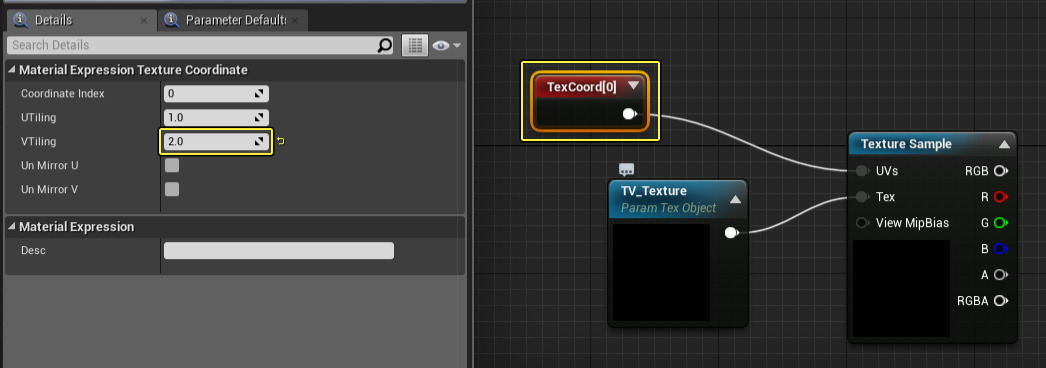 Details
Parameter Defaults
Search Details
Material Expression Texture Coordinate
Coordinate Index 0
UTiling 1.0
VTiling 2.0
Un Mirror U
Un Mirror V
Material Expression
Desc
TexCoord[0]
TV_Texture
Param Tex Object
Texture Sample
UVs RGB
Tex R
View MipBias G
B
A
RGBA